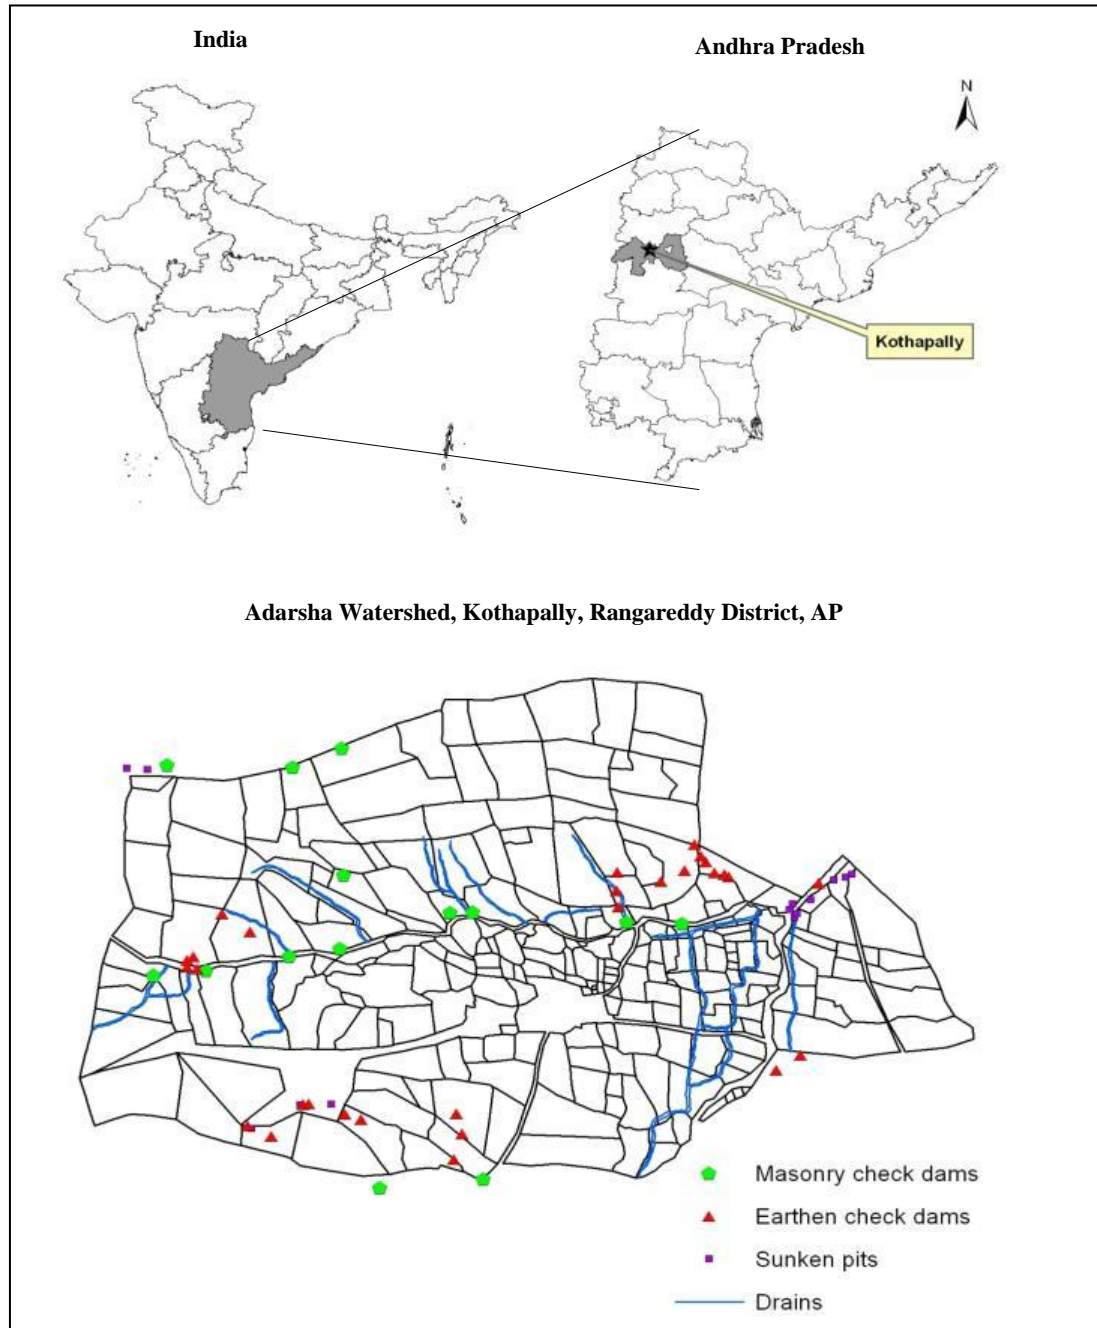 India
Andhra Pradesh
N
Kothapally
Adarsha Watershed, Kothapally, Rangareddy District, AP
Masonry check dams
Earthen check dams
Sunken pits
Drains